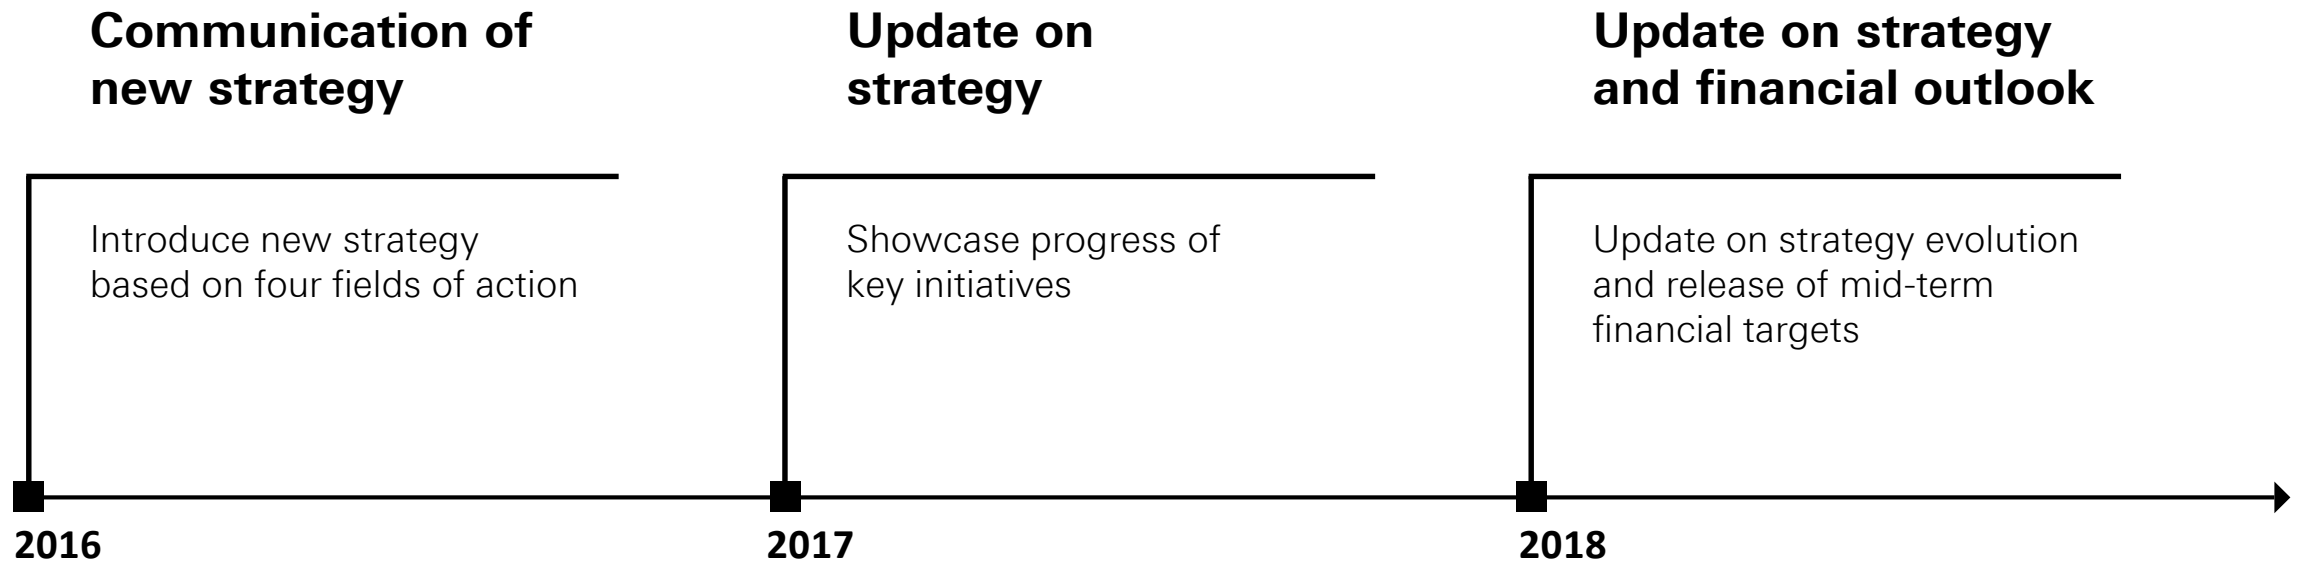 Communication of
new strategy
Introduce new strategy
based on four fields of action
2016
Update on
strategy
Showcase progress of
key initiatives
2017
Update on strategy
and financial outlook
Update on strategy evolution
and release of mid-term
financial targets
2018